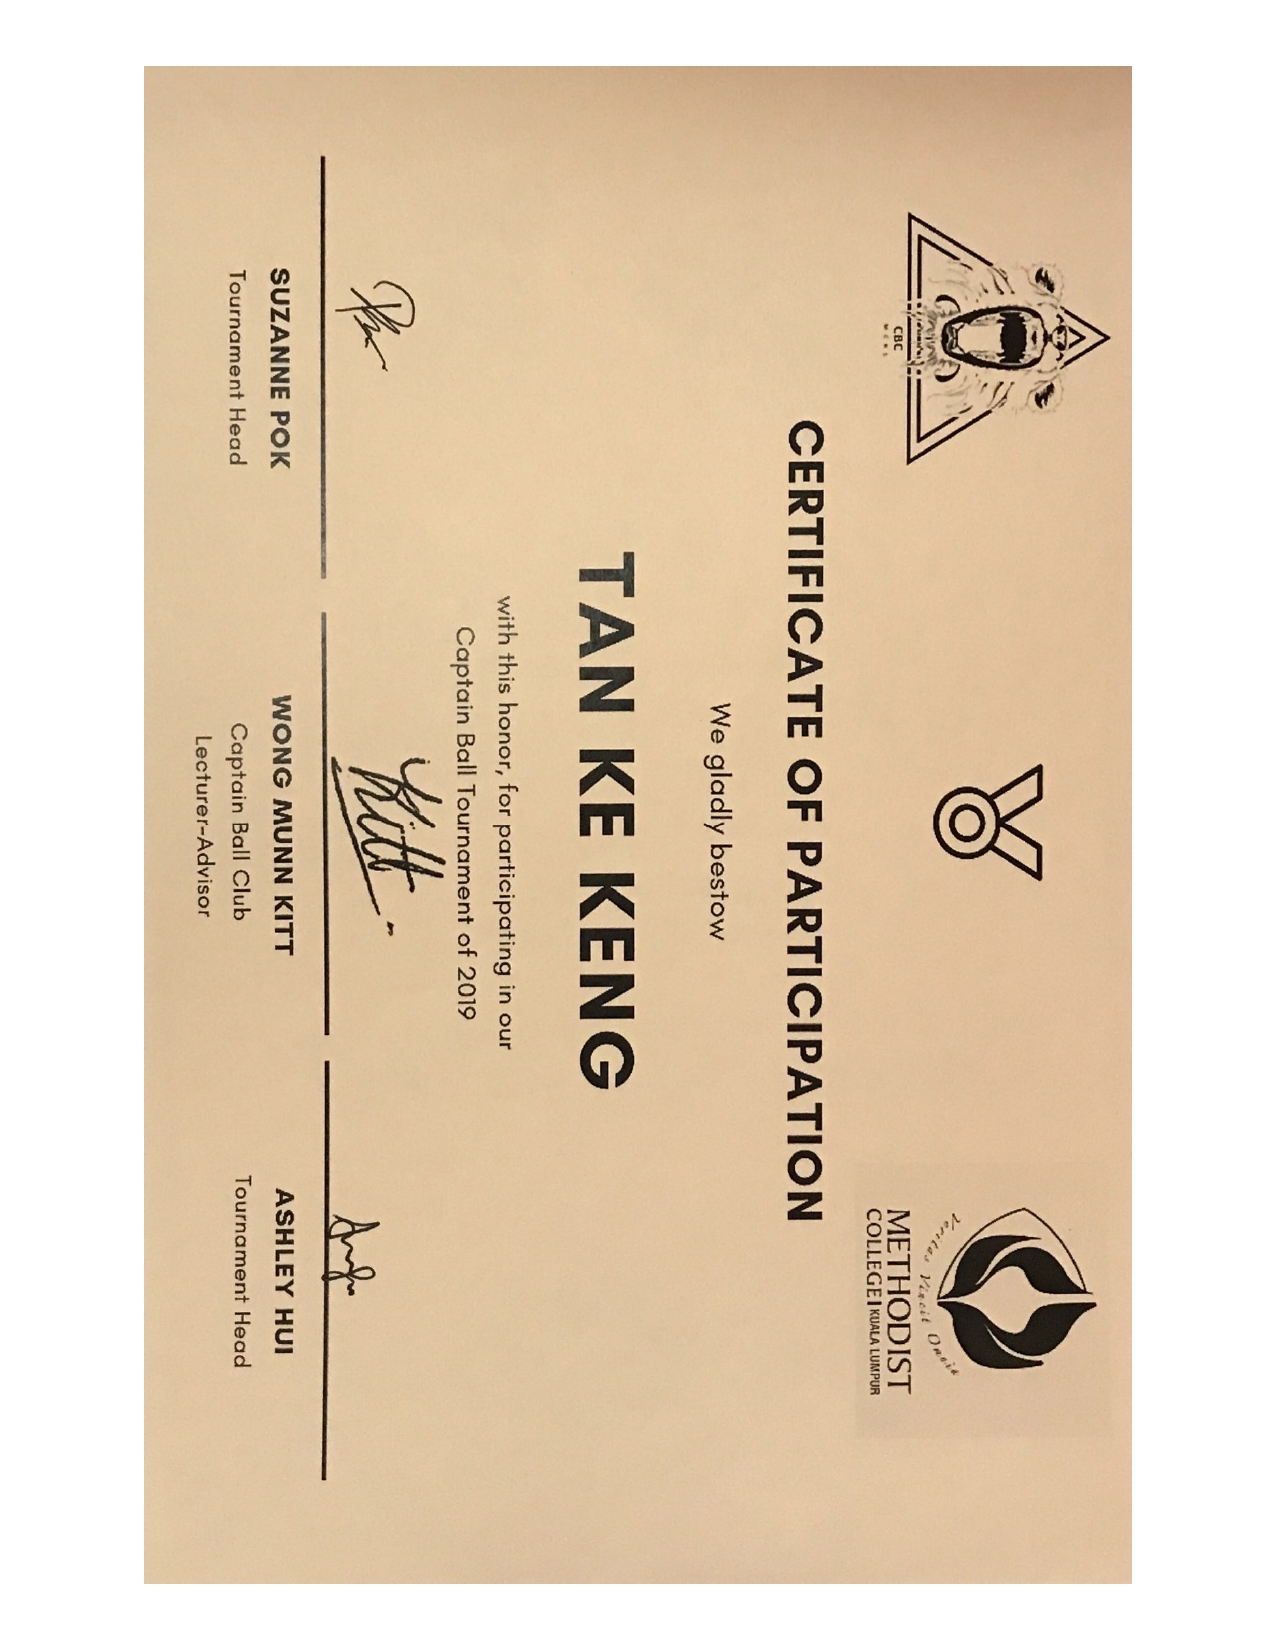 CBC
MCKL
Veritas Vincit Omnia
METHODIST
COLLEGE KUALA LUMPUR
CERTIFICATE OF PARTICIPATION
We gladly bestow
TAN KE KENG
with this honor, for participating in our
Captain Ball Tournament of 2019
Kitt
SUZANNE POK
Tournament Head
WONG MUNN KITT
Captain Ball Club
Lecturer-Advisor
ASHLEY HUI
Tournament Head